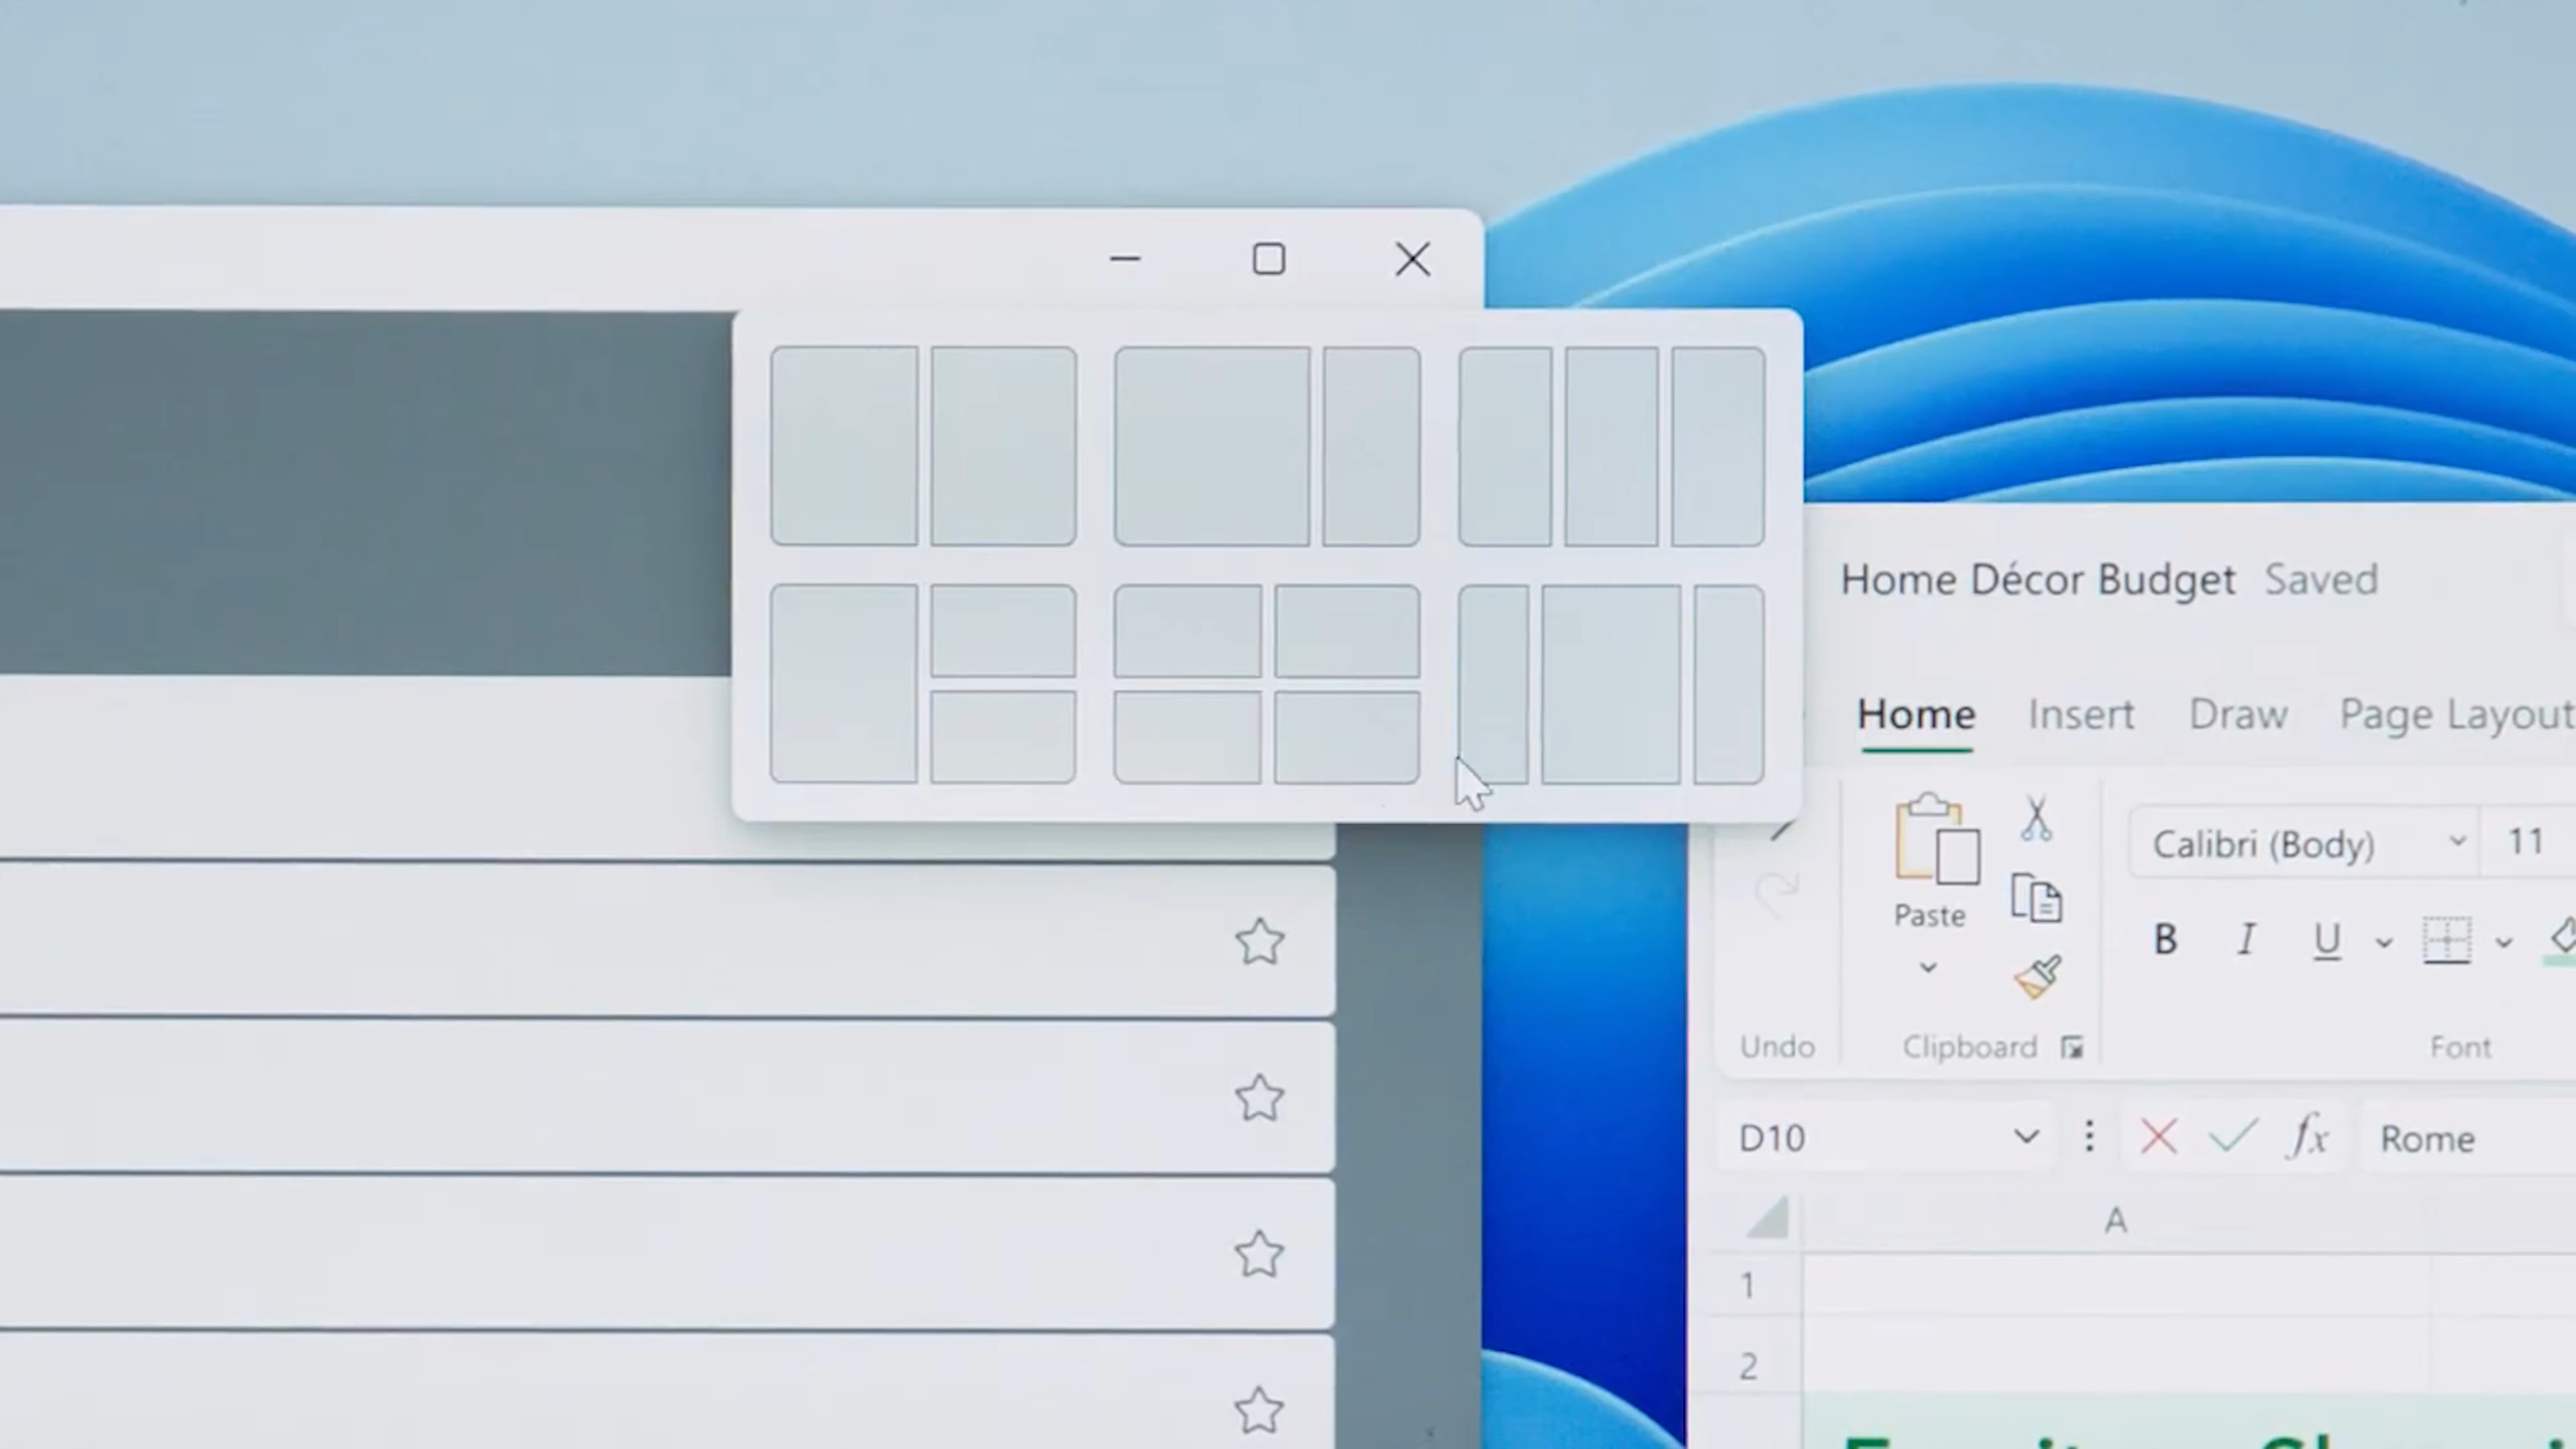 Home Décor Budget Saved
Home Insert Draw Page Layout
Calibri (Body) 11
Paste
B I U
Undo Clipboard Font
D10 fx Rome
A
1
2